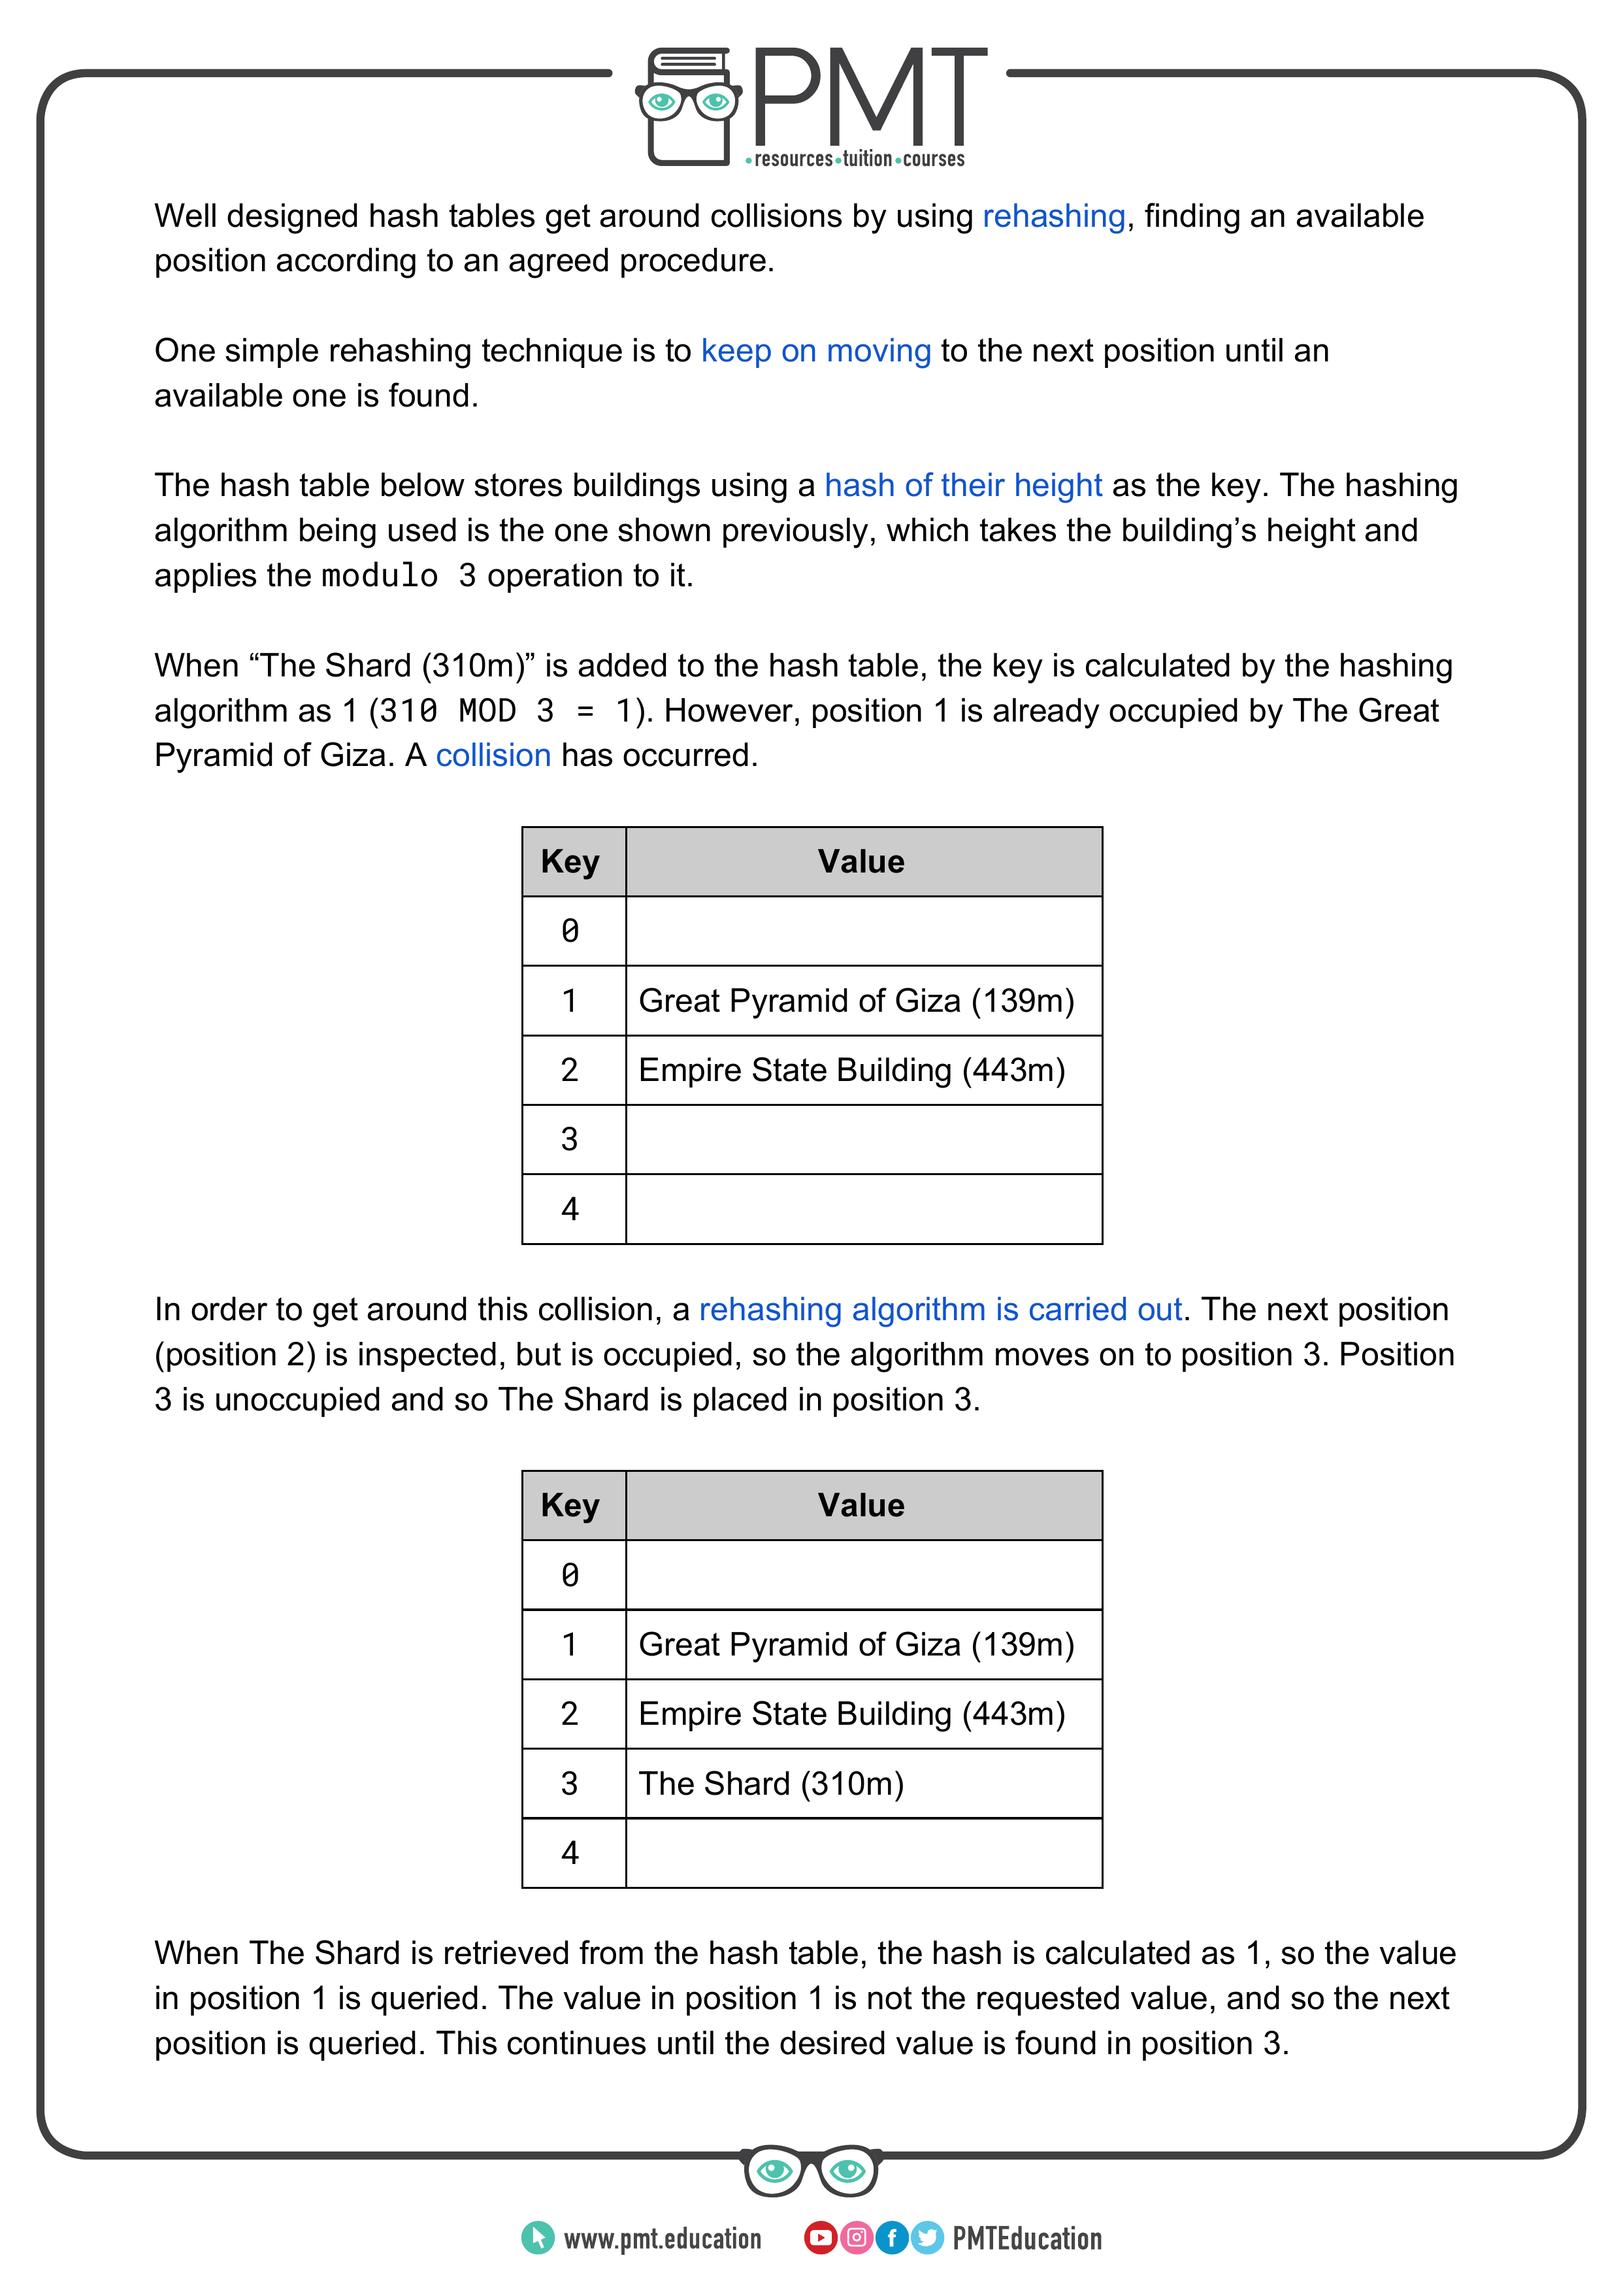 PMT
•resources•tuition•courses
Well designed hash tables get around collisions by using rehashing, finding an available
position according to an agreed procedure.
One simple rehashing technique is to keep on moving to the next position until an
available one is found.
The hash table below stores buildings using a hash of their height as the key. The hashing
algorithm being used is the one shown previously, which takes the building’s height and
applies the modulo 3 operation to it.
When “The Shard (310m)” is added to the hash table, the key is calculated by the hashing
algorithm as 1 (310 MOD 3 = 1). However, position 1 is already occupied by The Great
Pyramid of Giza. A collision has occurred.
Key Value
0
1 Great Pyramid of Giza (139m)
2 Empire State Building (443m)
3
4
In order to get around this collision, a rehashing algorithm is carried out. The next position
(position 2) is inspected, but is occupied, so the algorithm moves on to position 3. Position
3 is unoccupied and so The Shard is placed in position 3.
Key Value
0
1 Great Pyramid of Giza (139m)
2 Empire State Building (443m)
3 The Shard (310m)
4
When The Shard is retrieved from the hash table, the hash is calculated as 1, so the value
in position 1 is queried. The value in position 1 is not the requested value, and so the next
position is queried. This continues until the desired value is found in position 3.
www.pmt.education PMTEducation